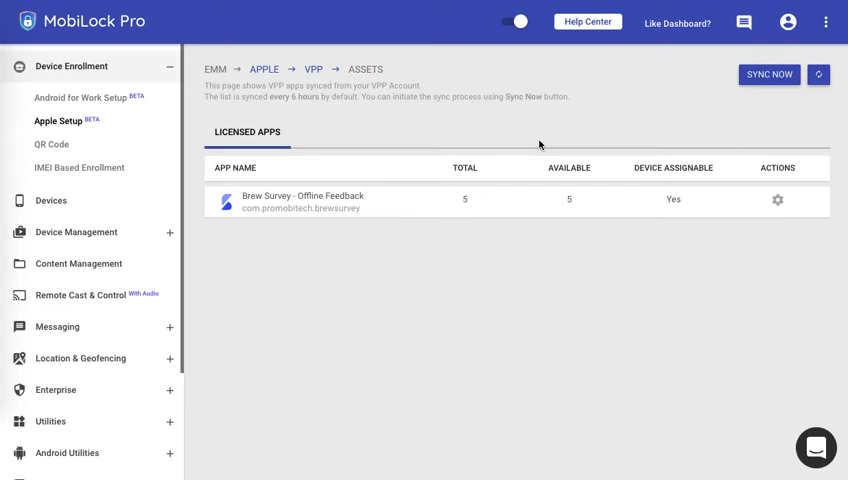 MobiLock Pro
Help Center
Like Dashboard?
Device Enrollment
Android for Work Setup BETA
Apple Setup BETA
QR Code
IMEI Based Enrollment
Devices
Device Management
Content Management
Remote Cast & Control With Audio
Messaging
Location & Geofencing
Enterprise
Utilities
Android Utilities
EMM → APPLE → VPP → ASSETS
This page shows VPP apps synced from your VPP Account.
The list is synced every 6 hours by default. You can initiate the sync process using Sync Now button.
SYNC NOW
LICENSED APPS
APP NAME TOTAL AVAILABLE DEVICE ASSIGNABLE ACTIONS
Brew Survey - Offline Feedback 5 5 Yes
com.promobitech.brewsurvey